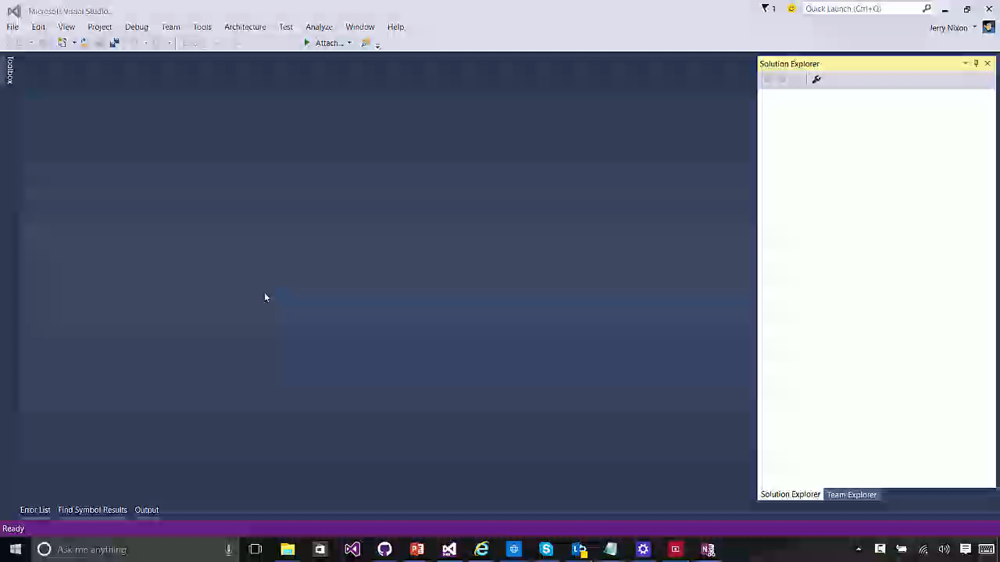 Microsoft Visual Studio
Quick Launch (Ctrl+Q)
1
File Edit View Project Debug Team Tools Architecture Test Analyze Window Help
Jerry Nixon
Attach...
Toolbox
Solution Explorer
Solution Explorer Team Explorer
Error List Find Symbol Results Output
Ready
Ask me anything